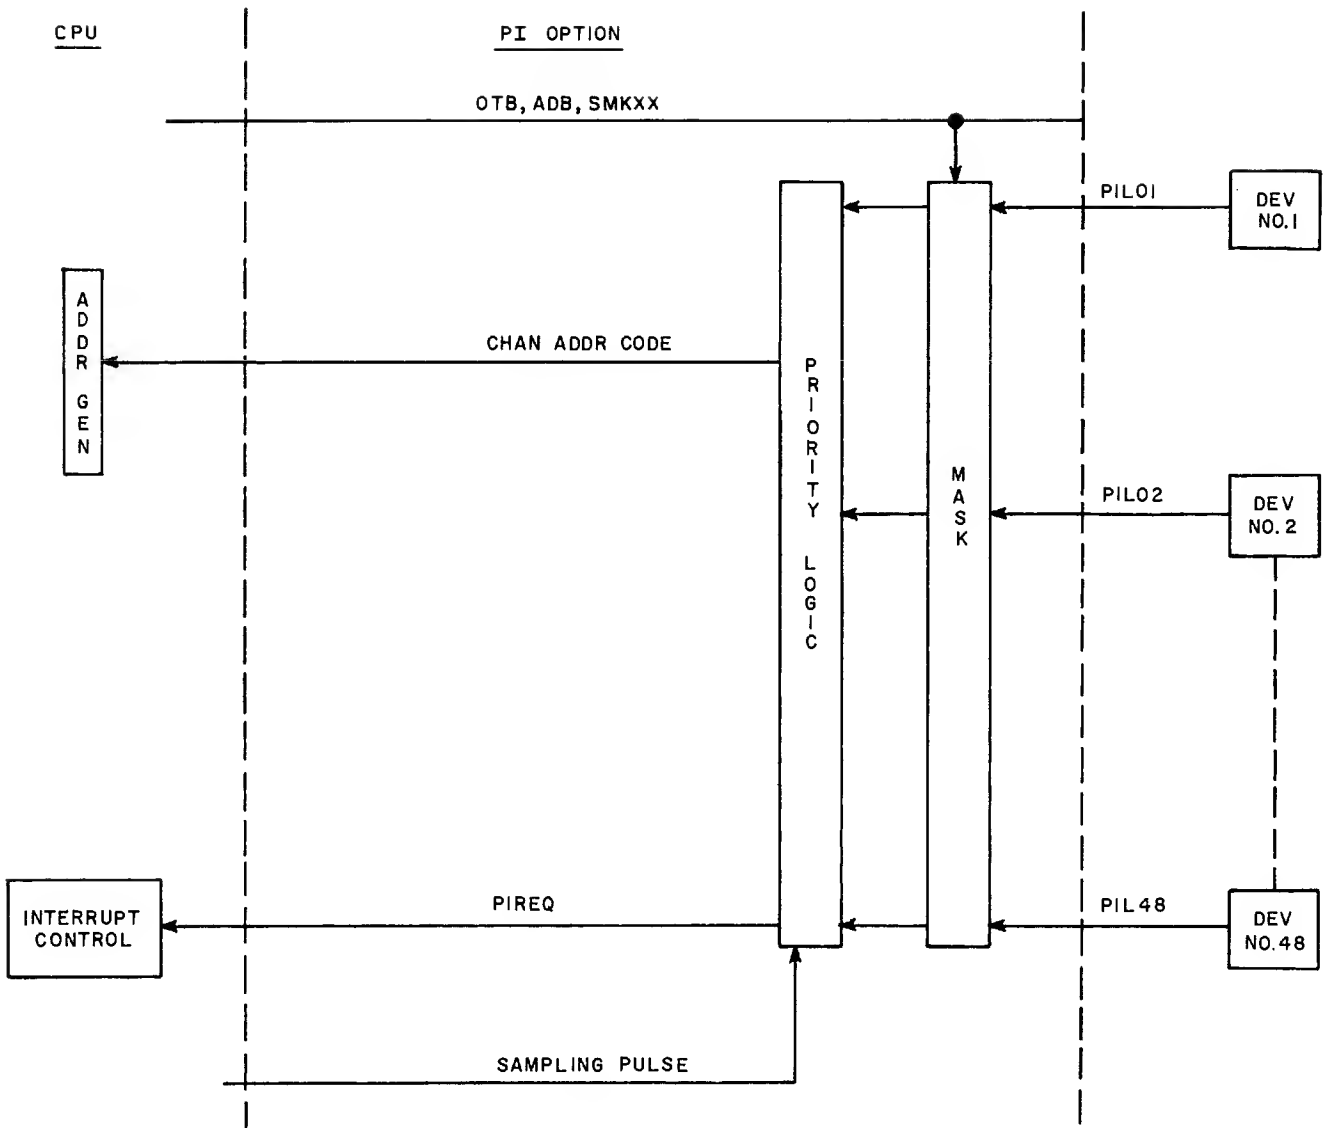 CPU
PI OPTION
OTB, ADB, SMKXX
PIL01
DEV
NO. 1
ADDR GEN
CHAN ADDR CODE
PRIORITY LOGIC
MASK
PIL02
DEV
NO. 2
INTERRUPT
CONTROL
PIREQ
PIL48
DEV
NO. 48
SAMPLING PULSE